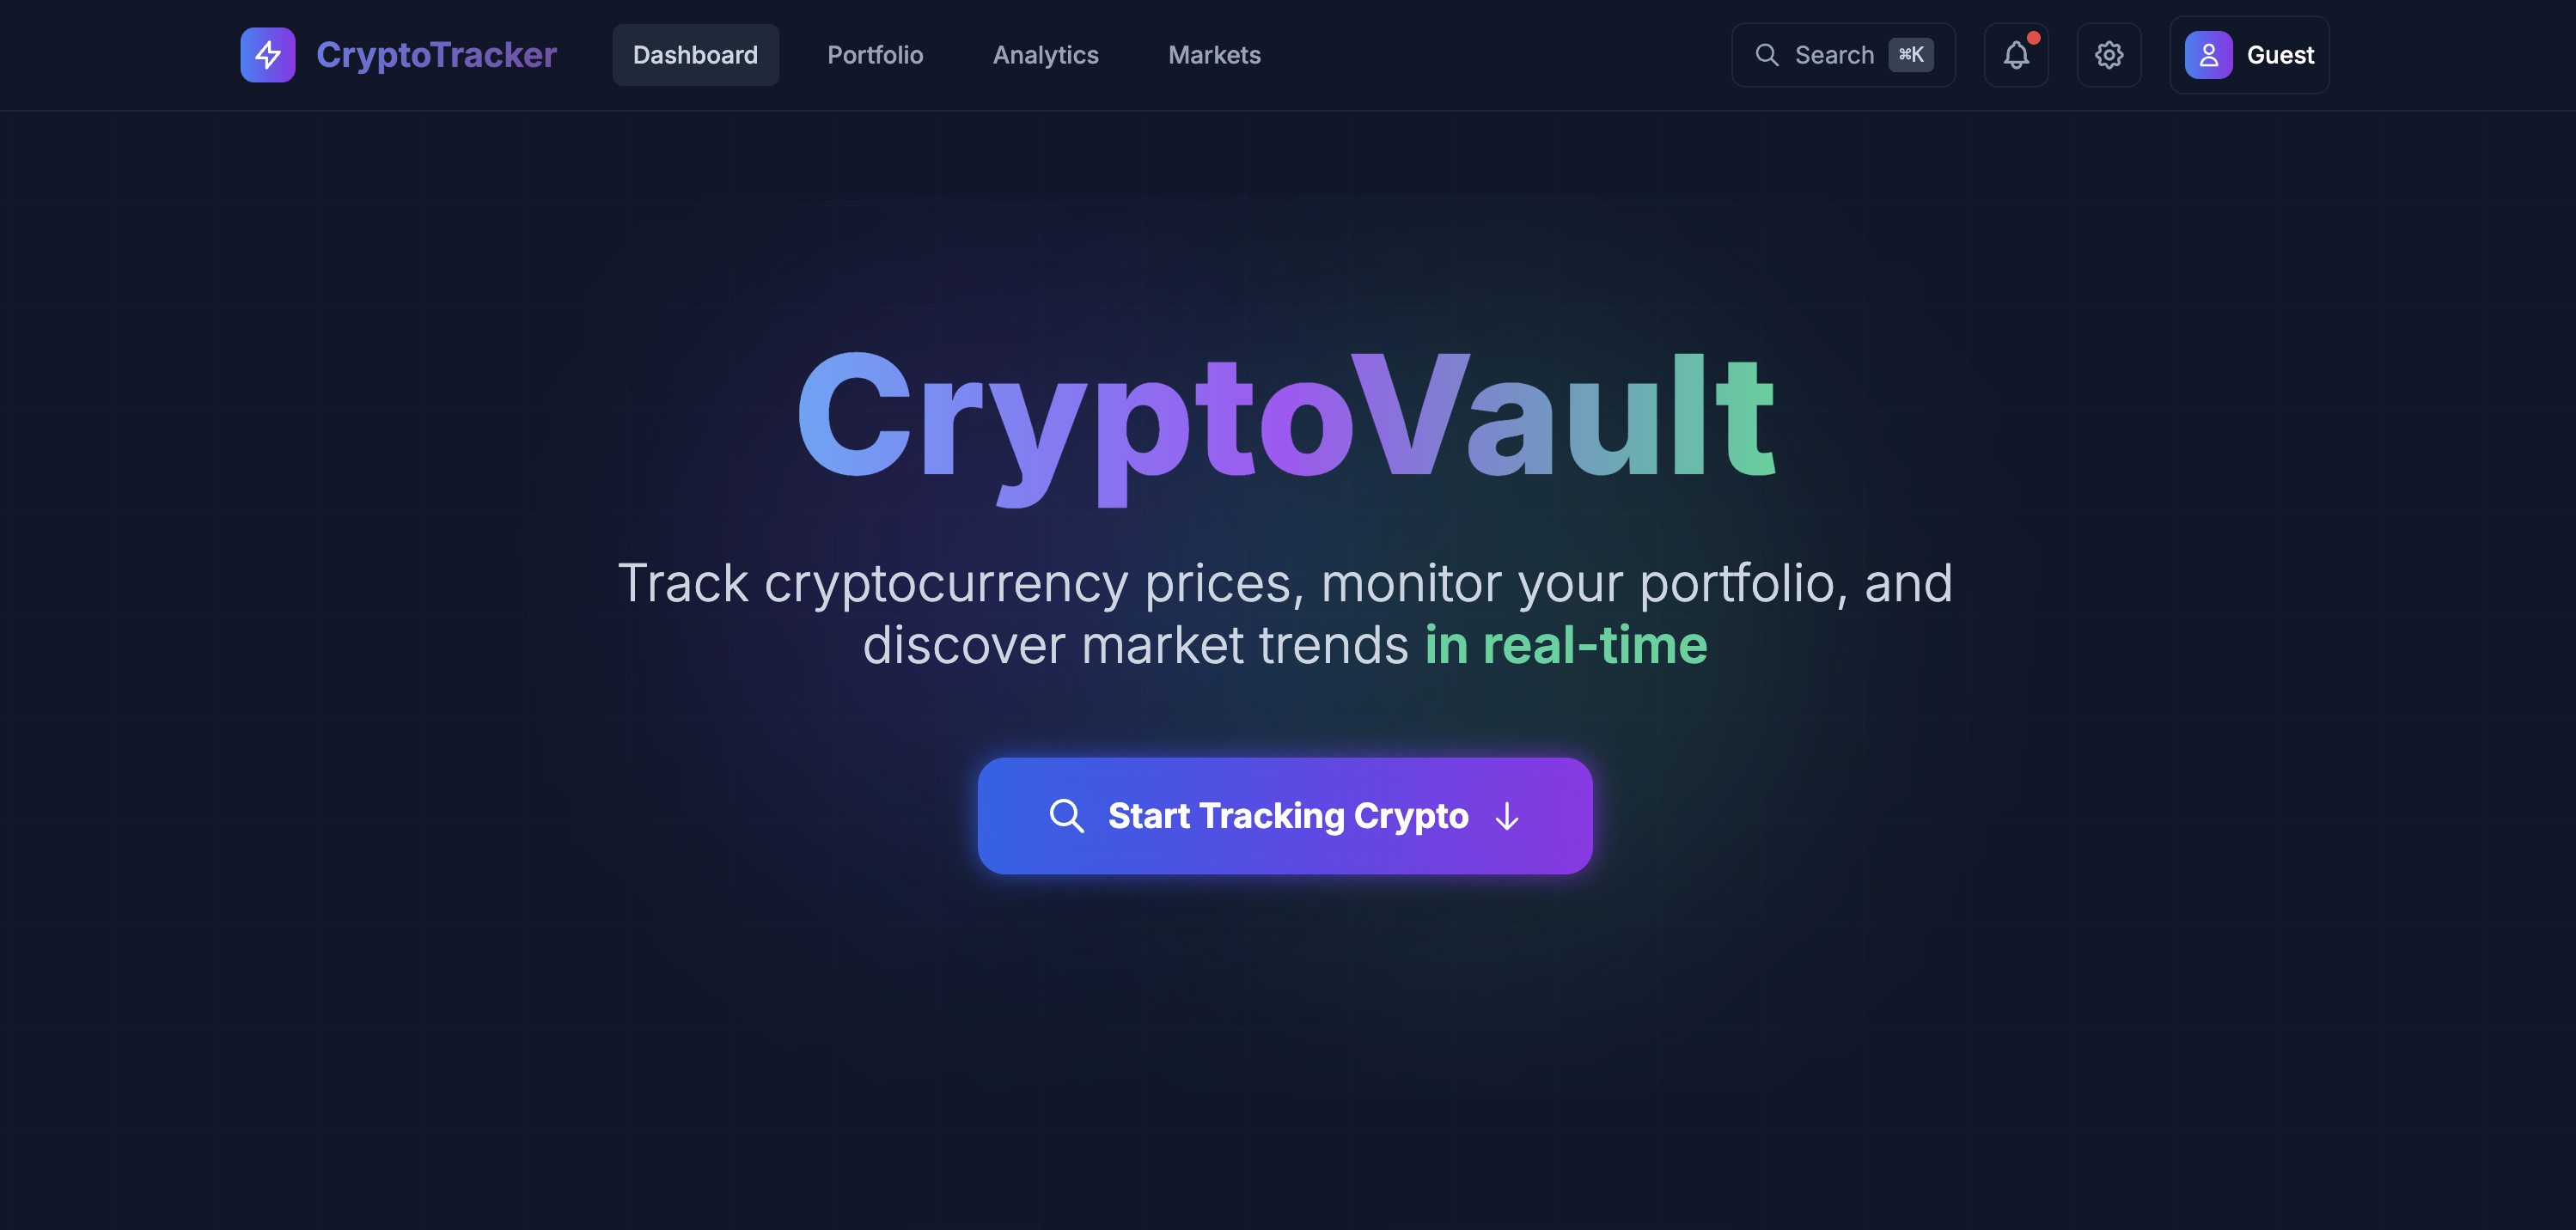 CryptoTracker
Dashboard
Portfolio
Analytics
Markets
Search ⌘K
Guest
CryptoVault
Track cryptocurrency prices, monitor your portfolio, and
discover market trends in real-time
Start Tracking Crypto